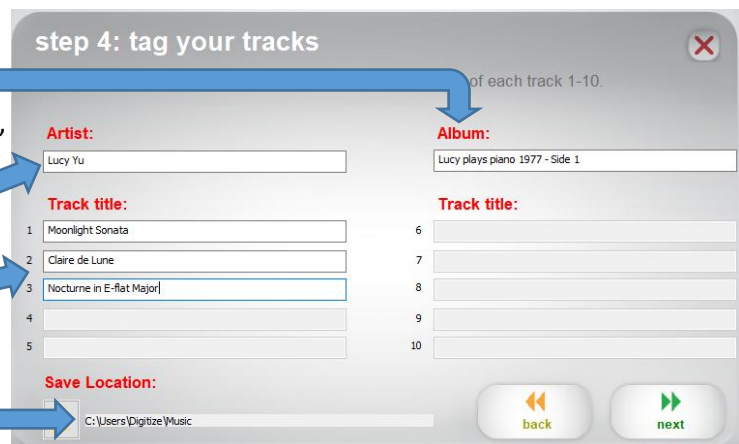 step 4: tag your tracks
of each track 1-10.
,
Artist:
Lucy Yu
Album:
Lucy plays piano 1977 - Side 1
Track title:
1 Moonlight Sonata
2 Claire de Lune
3 Nocturne in E-flat Major
4
5
Track title:
6
7
8
9
10
Save Location:
C:\Users\Digitize\Music
back
next